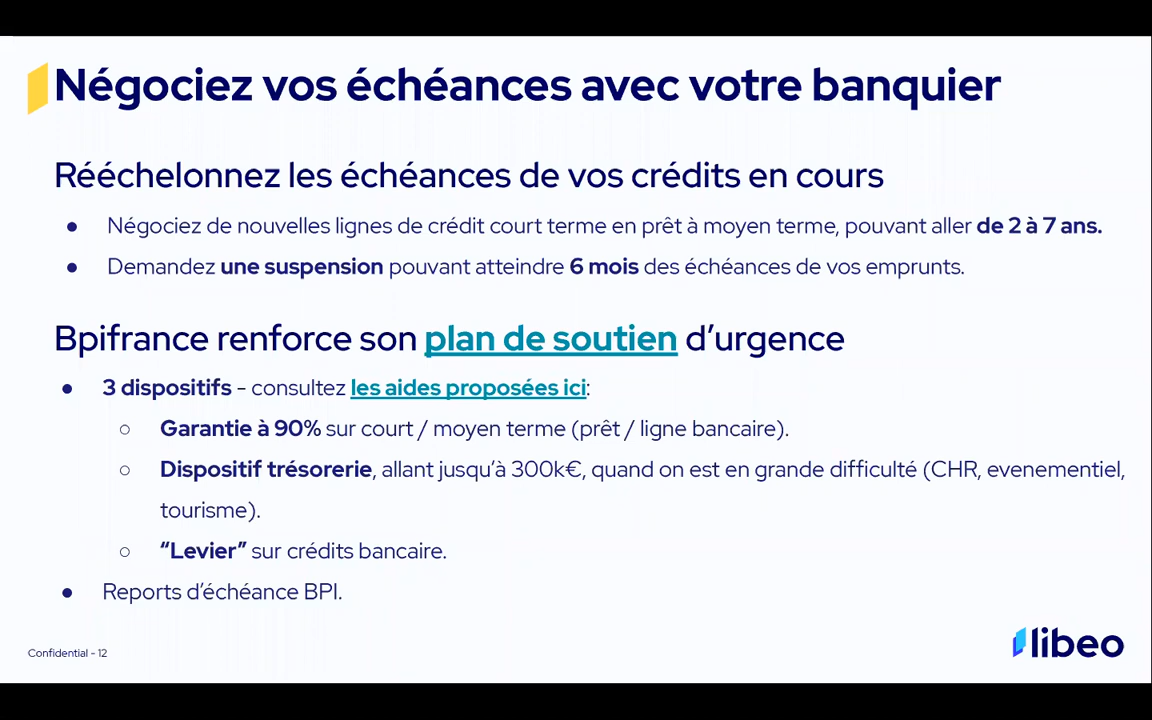 Négociez vos échéances avec votre banquier
Rééchelonnez les échéances de vos crédits en cours
● Négociez de nouvelles lignes de crédit court terme en prêt à moyen terme, pouvant aller de 2 à 7 ans.
● Demandez une suspension pouvant atteindre 6 mois des échéances de vos emprunts.
Bpifrance renforce son plan de soutien d’urgence
● 3 dispositifs - consultez les aides proposées ici:
○ Garantie à 90% sur court / moyen terme (prêt / ligne bancaire).
○ Dispositif trésorerie, allant jusqu’à 300k€, quand on est en grande difficulté (CHR, evenementiel,
tourisme).
○ “Levier” sur crédits bancaire.
● Reports d’échéance BPI.
Confidential - 12
libeo